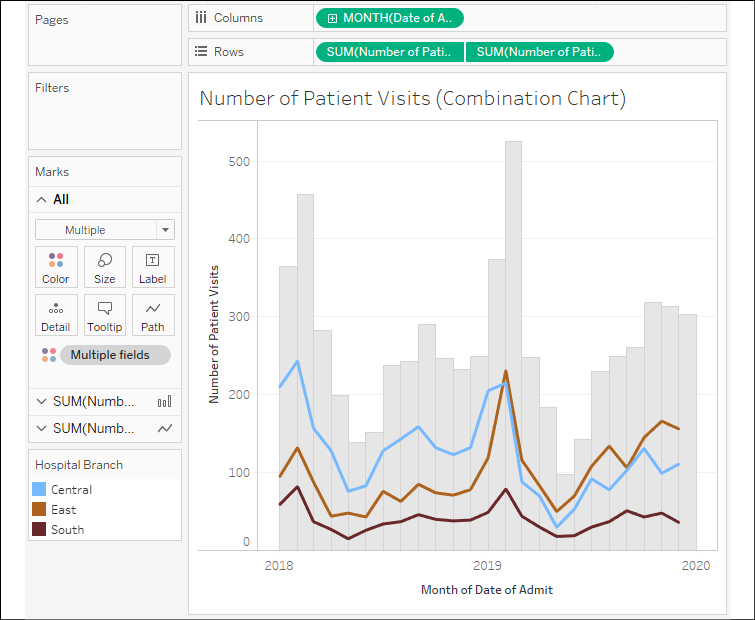 Pages
Columns
MONTH(Date of A..
Rows
SUM(Number of Pati..
SUM(Number of Pati..
Filters
Marks
All
Multiple
Color
Size
Label
T
Detail
Tooltip
Path
Multiple fields
SUM(Numb...
SUM(Numb...
Hospital Branch
Central
East
South
Number of Patient Visits (Combination Chart)
Number of Patient Visits
500
400
300
200
100
0
2018
2019
2020
Month of Date of Admit